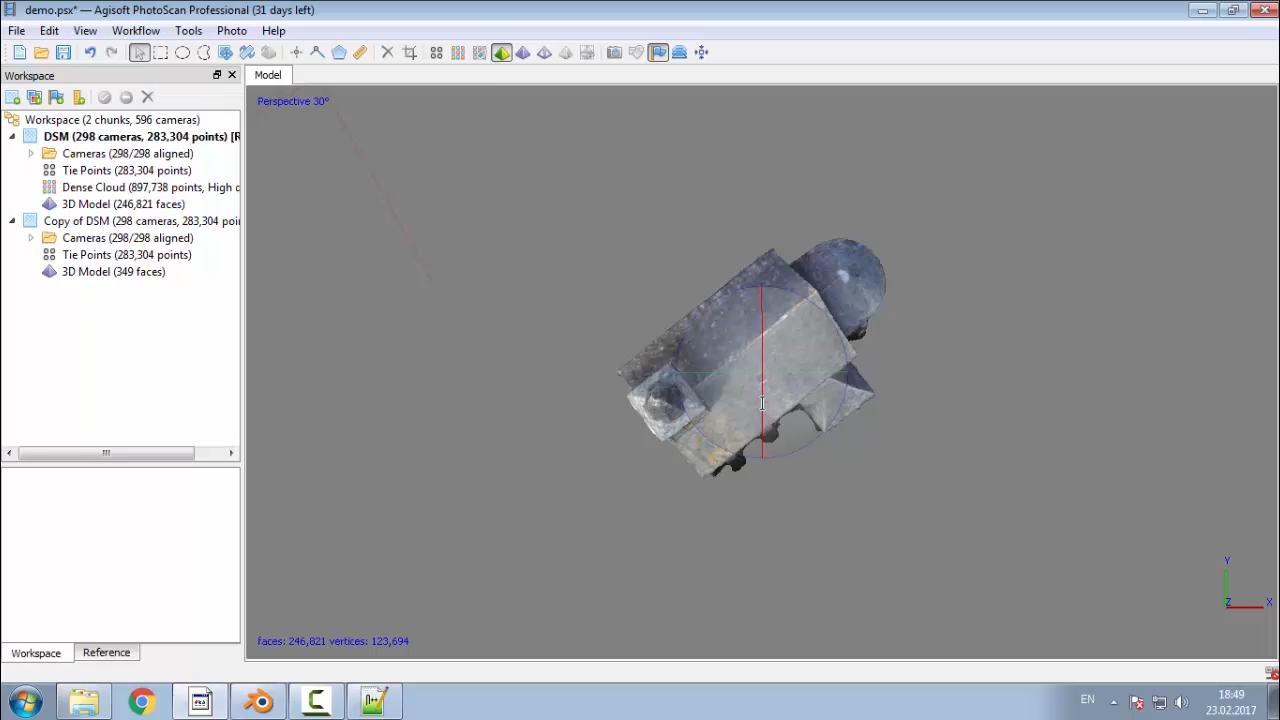 demo.psx* — Agisoft PhotoScan Professional (31 days left)
File Edit View Workflow Tools Photo Help
Workspace
Model
Perspective 30°
Workspace (2 chunks, 596 cameras)
DSM (298 cameras, 283,304 points) [R
Cameras (298/298 aligned)
Tie Points (283,304 points)
Dense Cloud (897,738 points, High
3D Model (246,821 faces)
Copy of DSM (298 cameras, 283,304
Cameras (298/298 aligned)
Tie Points (283,304 points)
3D Model (349 faces)
Y
Z X
faces: 246,821 vertices: 123,694
Workspace Reference
EN
18:49
23.02.2017